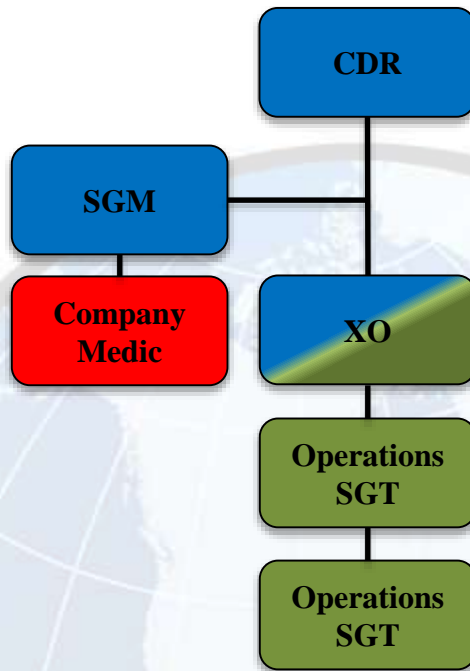 CDR
SGM
Company
Medic
XO
Operations
SGT
Operations
SGT